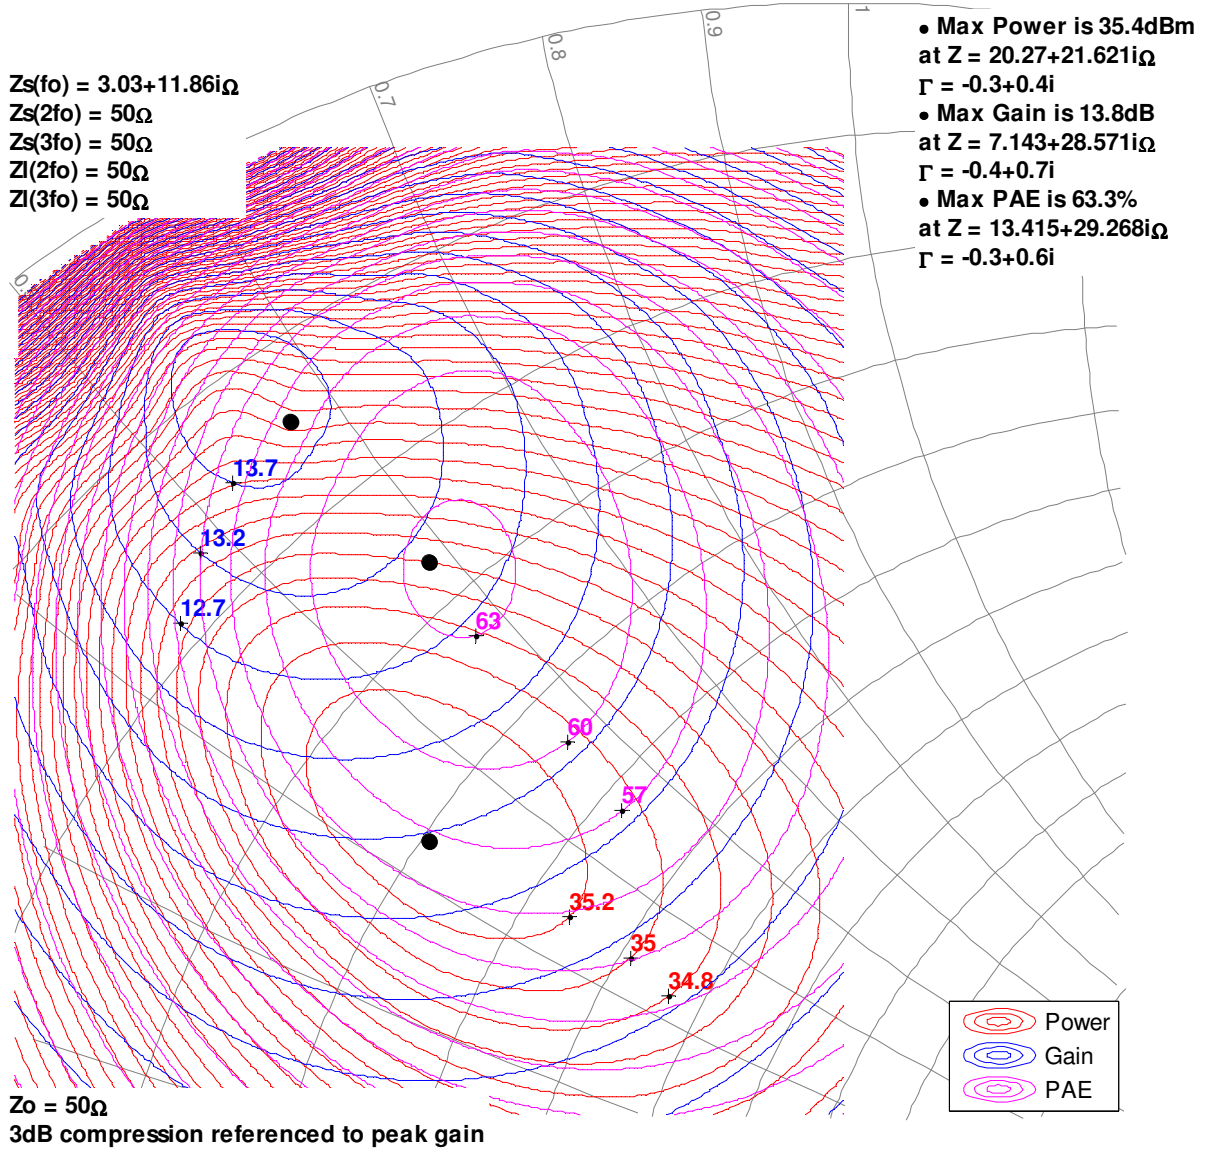 Zs(fo) = 3.03+11.86iΩ
Zs(2fo) = 50Ω
Zs(3fo) = 50Ω
Zl(2fo) = 50Ω
Zl(3fo) = 50Ω
0.7
0.8
0.9
1
● Max Power is 35.4dBm
at Z = 20.27+21.621iΩ
Γ = -0.3+0.4i
● Max Gain is 13.8dB
at Z = 7.143+28.571iΩ
Γ = -0.4+0.7i
● Max PAE is 63.3%
at Z = 13.415+29.268iΩ
Γ = -0.3+0.6i
13.7
13.2
12.7
63
60
57
35.2
35
34.8
Power
Gain
PAE
Zo = 50Ω
3dB compression referenced to peak gain